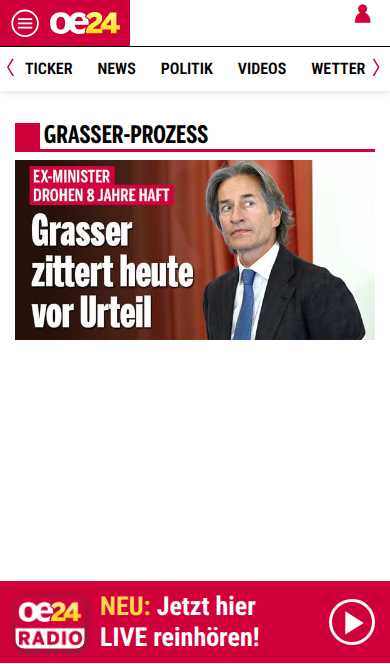 oe24
TICKER NEWS POLITIK VIDEOS WETTER
GRASSER-PROZESS
EX-MINISTER
DROHEN 8 JAHRE HAFT
Grasser
zittert heute
vor Urteil
oe24
RADIO
NEU: Jetzt hier
LIVE reinhören!